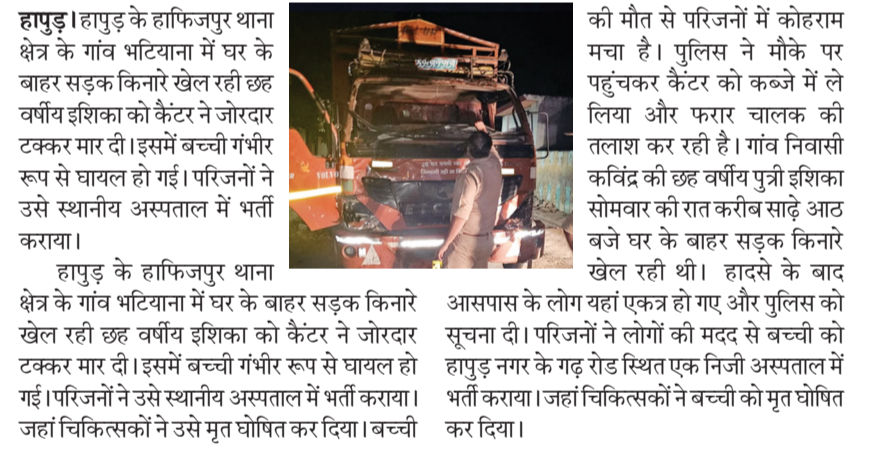 हापुड़। हापुड़ के हाफिजपुर थाना
क्षेत्र के गांव भटियाना में घर के
बाहर सड़क किनारे खेल रही छह
वर्षीय इशिका को कैंटर ने जोरदार
टक्कर मार दी। इसमें बच्ची गंभीर
रूप से घायल हो गई। परिजनों ने
उसे स्थानीय अस्पताल में भर्ती
कराया।
हापुड़ के हाफिजपुर थाना
क्षेत्र के गांव भटियाना में घर के बाहर सड़क किनारे
खेल रही छह वर्षीय इशिका को कैंटर ने जोरदार
टक्कर मार दी। इसमें बच्ची गंभीर रूप से घायल हो
गई। परिजनों ने उसे स्थानीय अस्पताल में भर्ती कराया।
जहां चिकित्सकों ने उसे मृत घोषित कर दिया। बच्ची
की मौत से परिजनों में कोहराम
मचा है। पुलिस ने मौके पर
पहुंचकर कैंटर को कब्जे में ले
लिया और फरार चालक की
तलाश कर रही है। गांव निवासी
कविंद्र की छह वर्षीय पुत्री इशिका
सोमवार की रात करीब साढ़े आठ
बजे घर के बाहर सड़क किनारे
खेल रही थी। हादसे के बाद
आसपास के लोग यहां एकत्र हो गए और पुलिस को
सूचना दी। परिजनों ने लोगों की मदद से बच्ची को
हापुड़ नगर के गढ़ रोड स्थित एक निजी अस्पताल में
भर्ती कराया। जहां चिकित्सकों ने बच्ची को मृत घोषित
कर दिया।